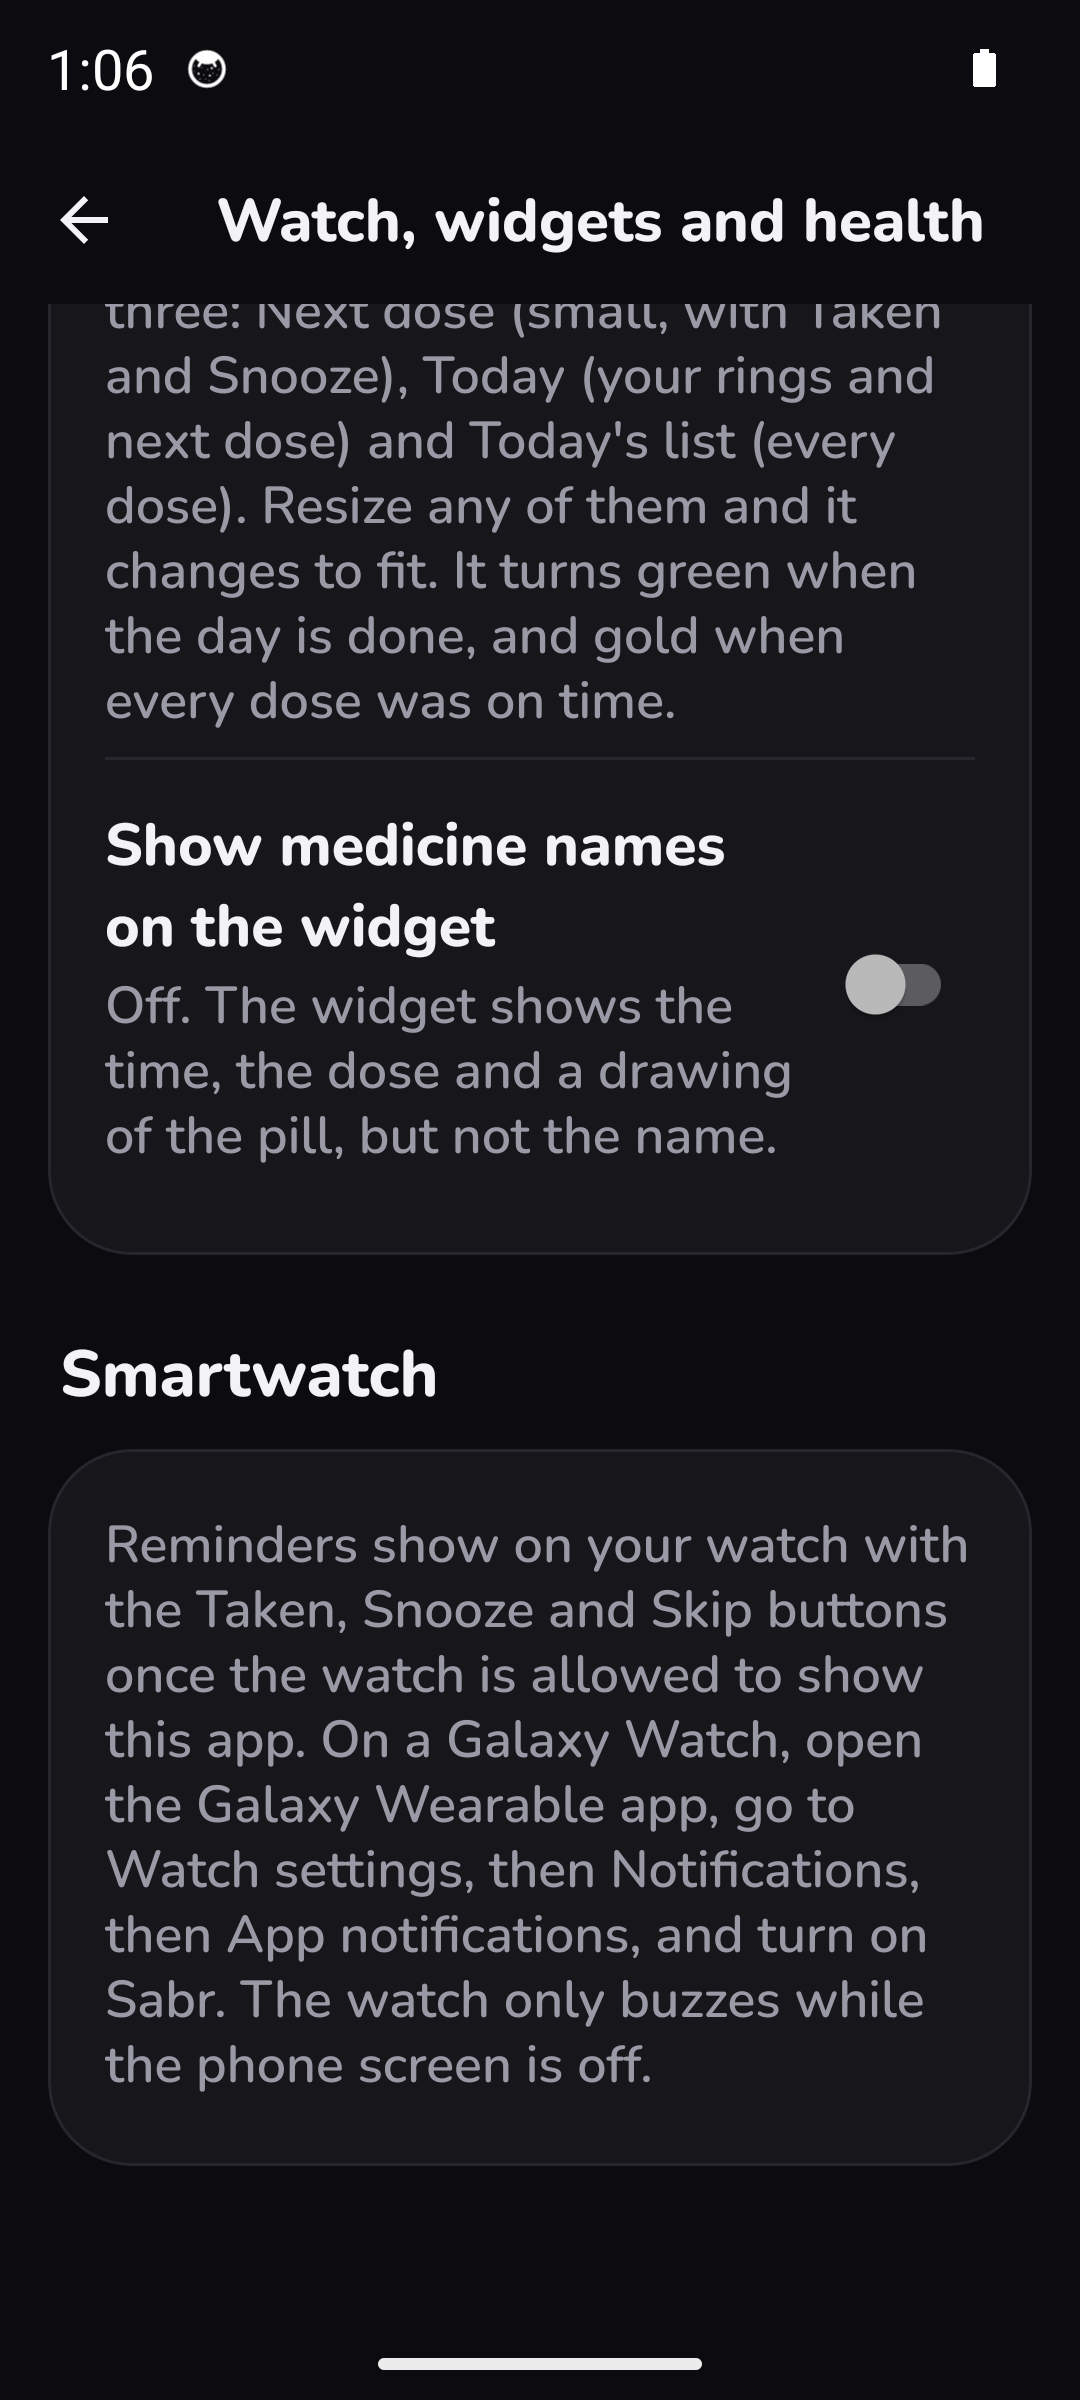 1:06
Watch, widgets and health
three: Next dose (small, with Taken
and Snooze), Today (your rings and
next dose) and Today's list (every
dose). Resize any of them and it
changes to fit. It turns green when
the day is done, and gold when
every dose was on time.
Show medicine names
on the widget
Off. The widget shows the
time, the dose and a drawing
of the pill, but not the name.
Smartwatch
Reminders show on your watch with
the Taken, Snooze and Skip buttons
once the watch is allowed to show
this app. On a Galaxy Watch, open
the Galaxy Wearable app, go to
Watch settings, then Notifications,
then App notifications, and turn on
Sabr. The watch only buzzes while
the phone screen is off.